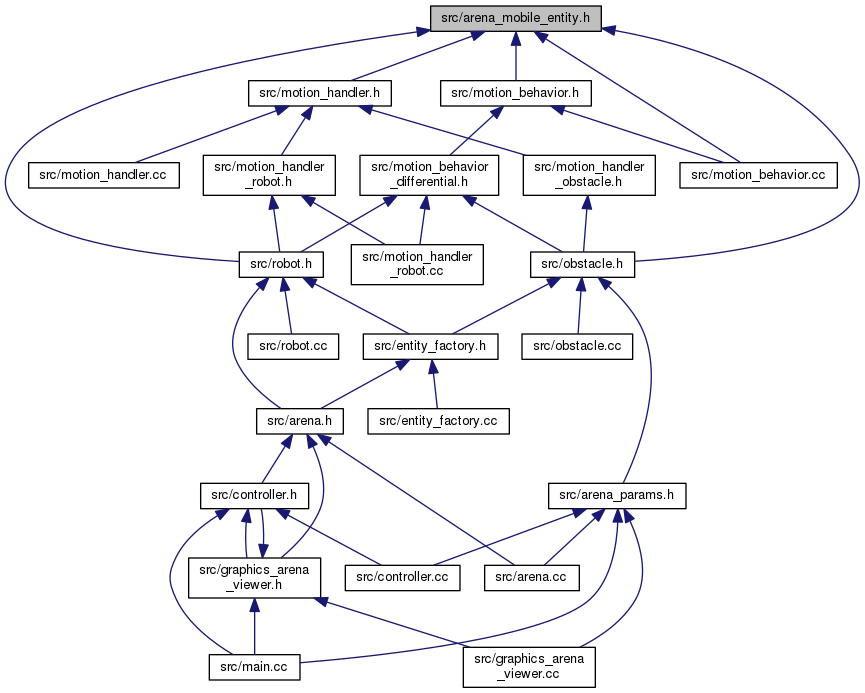 src/arena_mobile_entity.h
src/motion_handler.h
src/motion_behavior.h
src/motion_handler.cc
src/motion_handler
_robot.h
src/motion_behavior
_differential.h
src/motion_handler
_obstacle.h
src/motion_behavior.cc
src/robot.h
src/motion_handler
_robot.cc
src/obstacle.h
src/robot.cc
src/entity_factory.h
src/obstacle.cc
src/arena.h
src/entity_factory.cc
src/controller.h
src/arena_params.h
src/graphics_arena
_viewer.h
src/controller.cc
src/arena.cc
src/main.cc
src/graphics_arena
_viewer.cc